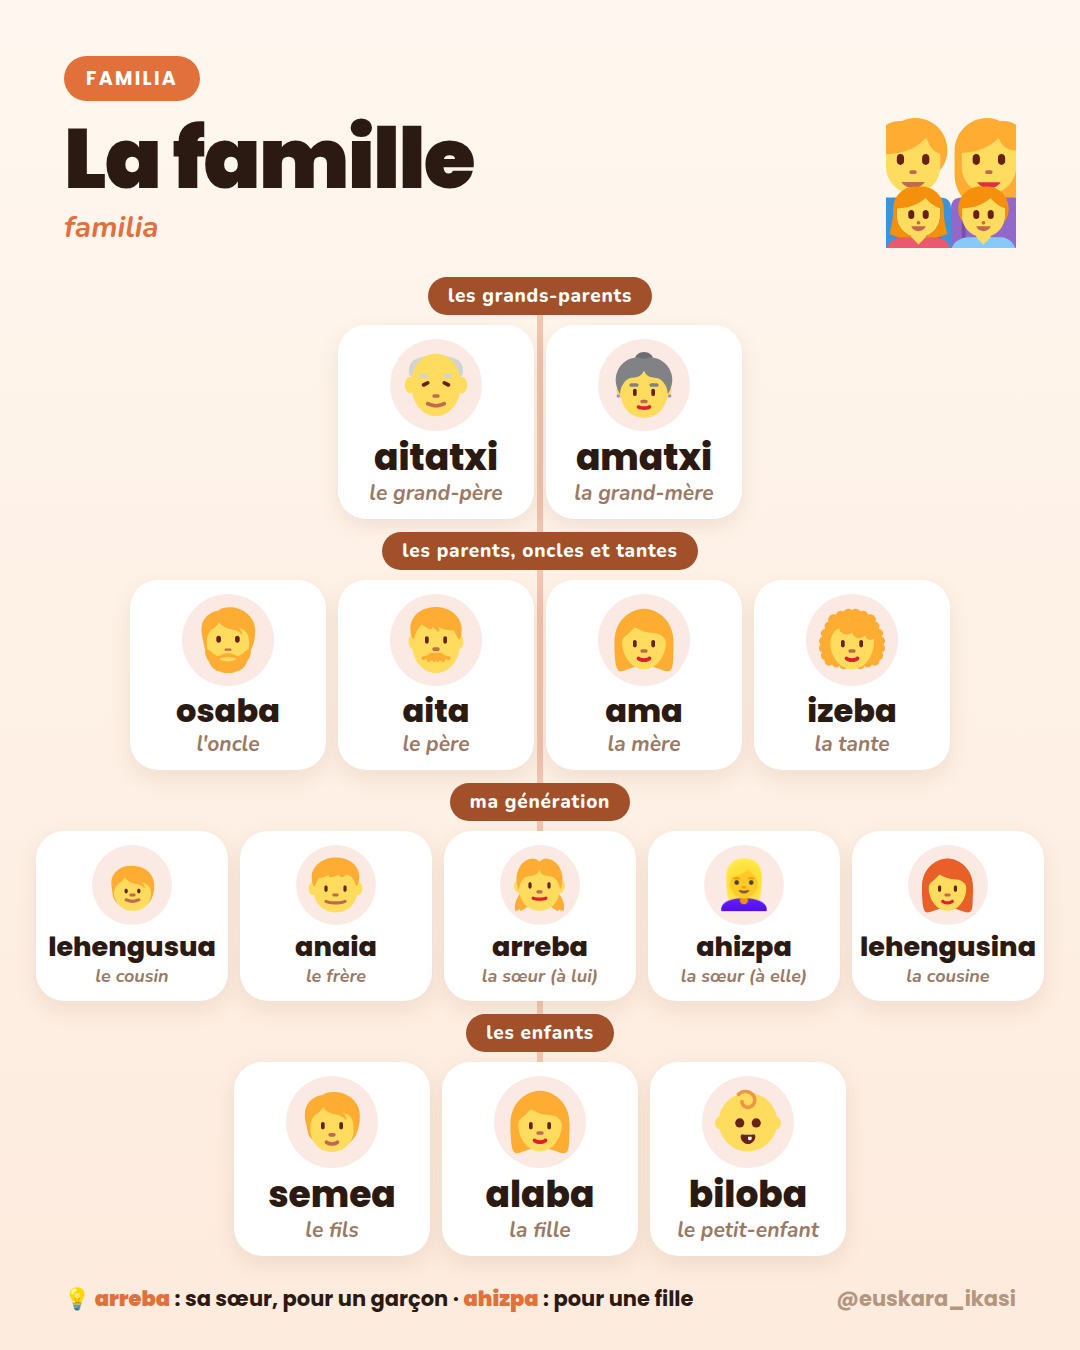 FAMILIA
La famille
familia
les grands-parents
aitatxi
le grand-père
amatxi
la grand-mère
les parents, oncles et tantes
osaba
l'oncle
aita
le père
ama
la mère
izeba
la tante
ma génération
lehengusua
le cousin
anaia
le frère
arreba
la sœur (à lui)
ahizpa
la sœur (à elle)
lehengusina
la cousine
les enfants
semea
le fils
alaba
la fille
biloba
le petit-enfant
💡 arreba : sa sœur, pour un garçon · ahizpa : pour une fille
@euskara_ikasi